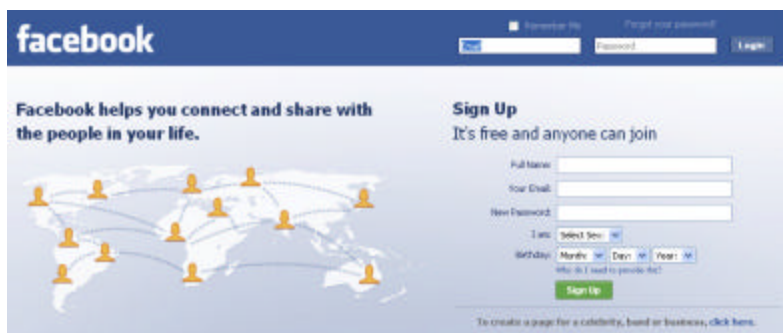 facebook
Remember Me
Forgot your password?
Email
Password
Login
Facebook helps you connect and share with
the people in your life.
Sign Up
It's free and anyone can join
Full Name:
Your Email:
New Password:
I am: Select Sex:
Birthday: Month: Day: Year:
Why do I need to provide this?
Sign Up
To create a page for a celebrity, band or business, click here.